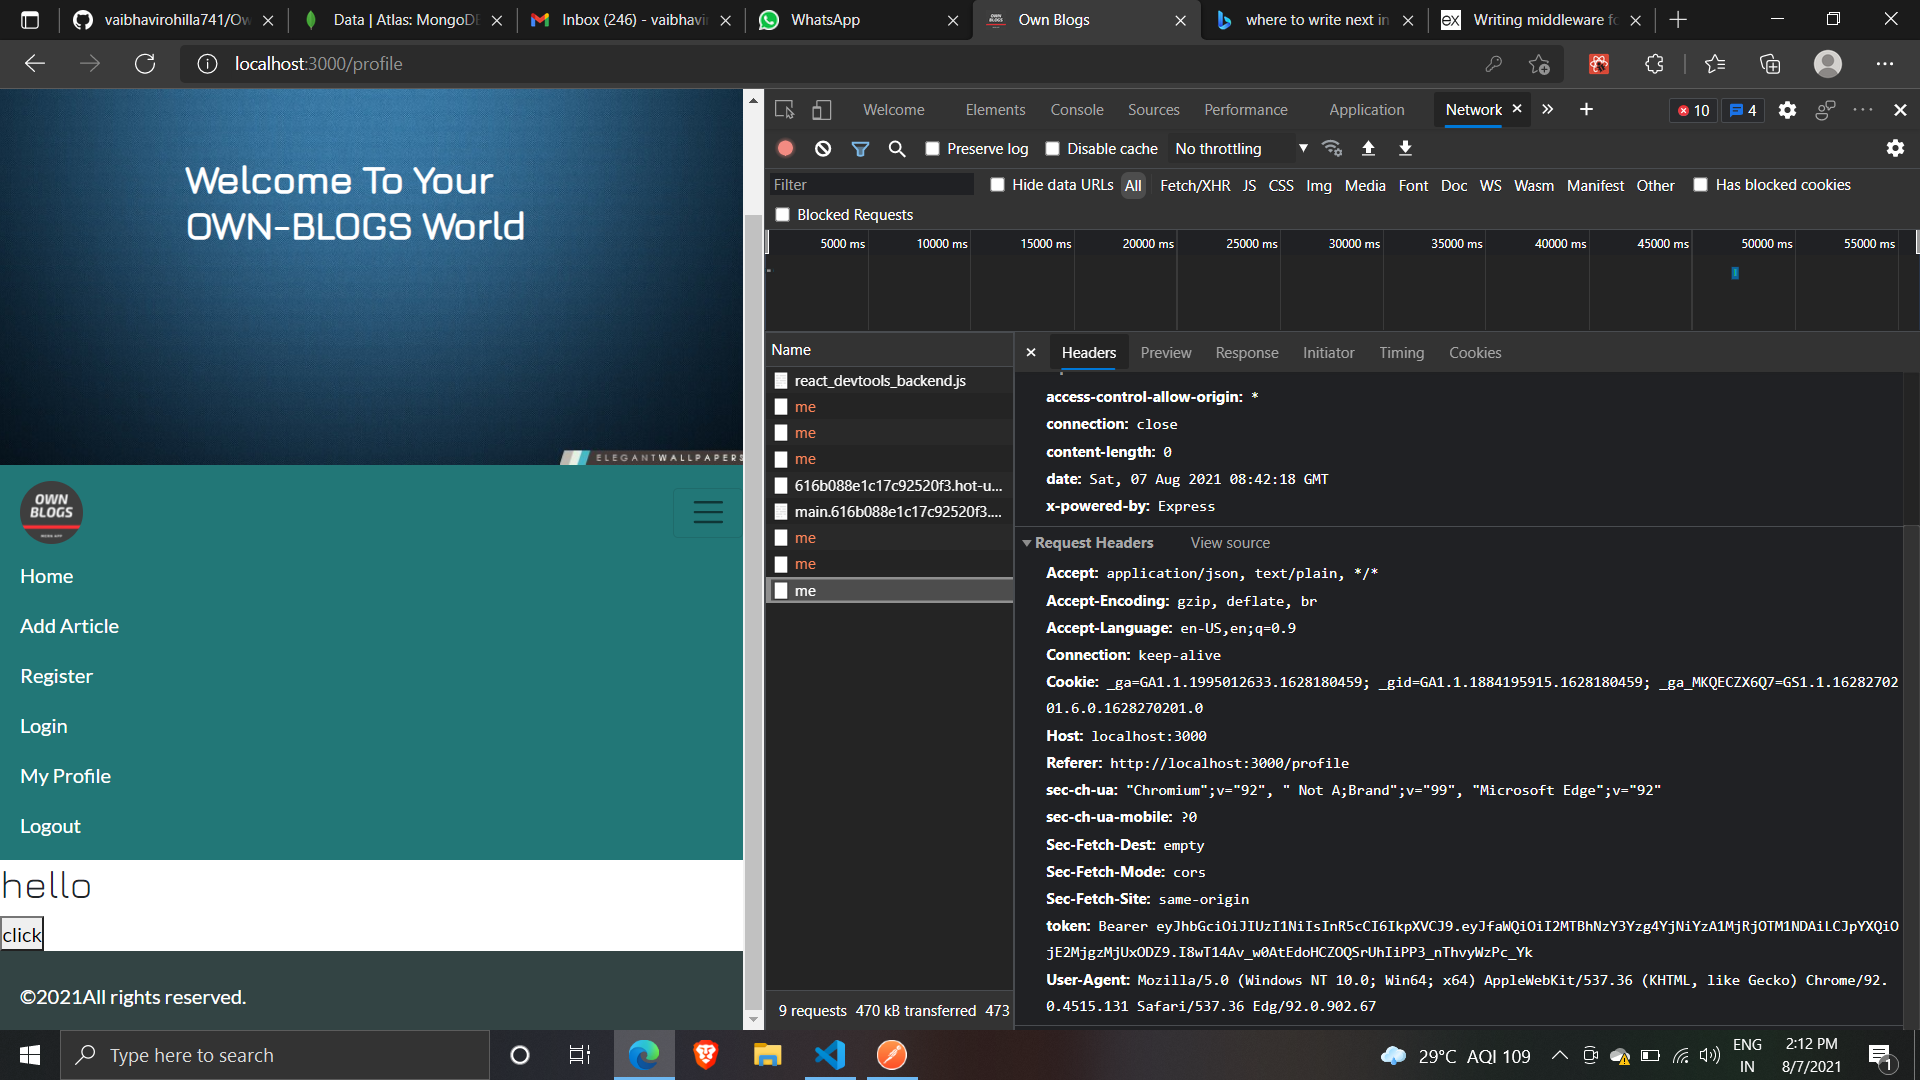 vaibhavirohilla741/Ow
Data | Atlas: MongoDB
Inbox (246) - vaibhaviro
WhatsApp
Own Blogs
where to write next in
Writing middleware fo
localhost:3000/profile
Welcome To Your
OWN-BLOGS World
ELEGANTWALLPAPERS
OWN
BLOGS
Home
Add Article
Register
Login
My Profile
Logout
hello
click
©2021All rights reserved.
Welcome
Elements
Console
Sources
Performance
Application
Network
10
4
Preserve log
Disable cache
No throttling
Filter
Hide data URLs
All
Fetch/XHR
JS
CSS
Img
Media
Font
Doc
WS
Wasm
Manifest
Other
Has blocked cookies
Blocked Requests
5000 ms
10000 ms
15000 ms
20000 ms
25000 ms
30000 ms
35000 ms
40000 ms
45000 ms
50000 ms
55000 ms
Name
react_devtools_backend.js
me
me
me
616b088e1c17c92520f3.hot-u...
main.616b088e1c17c92520f3....
me
me
me
9 requests 470 kB transferred 473
Headers
Preview
Response
Initiator
Timing
Cookies
access-control-allow-origin: *
connection: close
content-length: 0
date: Sat, 07 Aug 2021 08:42:18 GMT
x-powered-by: Express
Request Headers
View source
Accept: application/json, text/plain, */*
Accept-Encoding: gzip, deflate, br
Accept-Language: en-US,en;q=0.9
Connection: keep-alive
Cookie: _ga=GA1.1.1995012633.1628180459; _gid=GA1.1.1884195915.1628180459; _ga_MKQECZX6Q7=GS1.1.16282702
01.6.0.1628270201.0
Host: localhost:3000
Referer: http://localhost:3000/profile
sec-ch-ua: "Chromium";v="92", " Not A;Brand";v="99", "Microsoft Edge";v="92"
sec-ch-ua-mobile: ?0
Sec-Fetch-Dest: empty
Sec-Fetch-Mode: cors
Sec-Fetch-Site: same-origin
token: Bearer eyJhbGciOiJIUzI1NiIsInR5cCI6IkpXVCJ9.eyJfaWQiOiI2MTBhNzY3Yzg4YjNiYzA1MjRjOTM1NDAiLCJpYXQiO
jE2MjgzMjUxODZ9.I8wT14Av_w0AtEdoHCZOQSrUhIiPP3_nThvyWzPc_Yk
User-Agent: Mozilla/5.0 (Windows NT 10.0; Win64; x64) AppleWebKit/537.36 (KHTML, like Gecko) Chrome/92.
0.4515.131 Safari/537.36 Edg/92.0.902.67
Type here to search
29°C AQI 109
ENG
IN
2:12 PM
8/7/2021
1